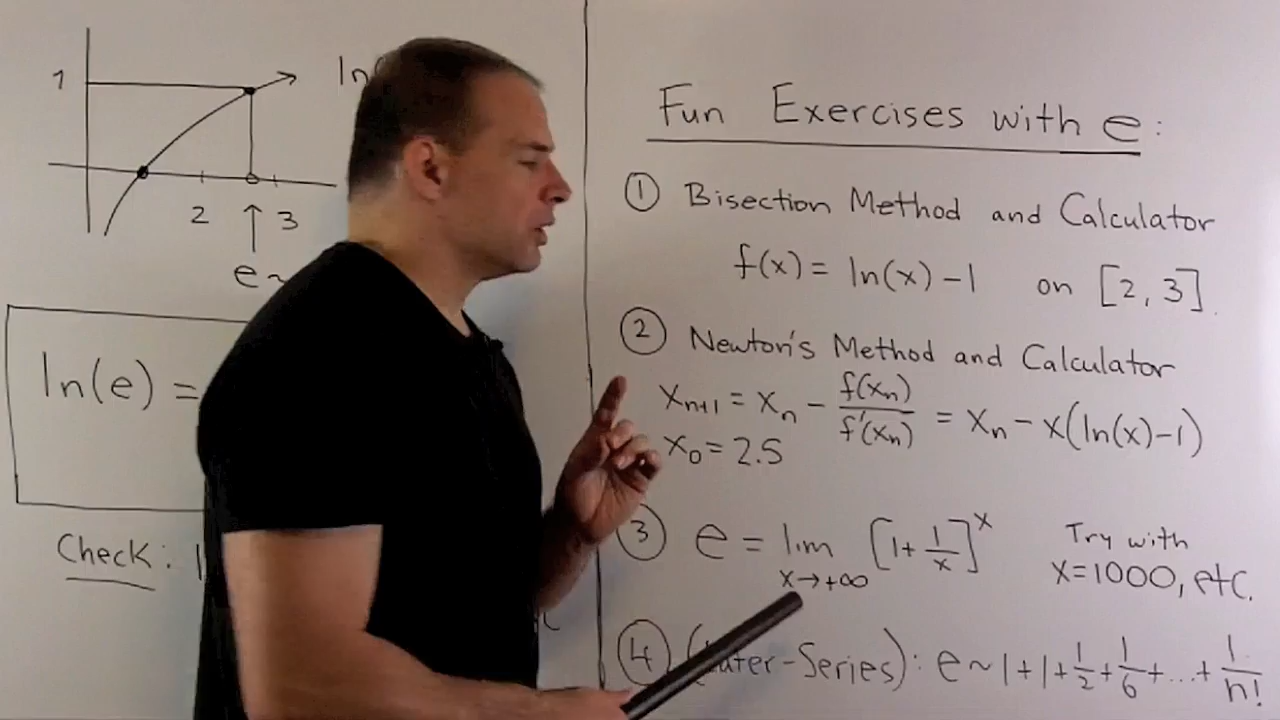 1
ln
2 3
e~
ln(e) =
Check:
Fun Exercises with e:
① Bisection Method and Calculator
f(x) = ln(x) - 1 on [2, 3].
② Newton's Method and Calculator
xₙ₊₁ = xₙ - f(xₙ)/f'(xₙ) = xₙ - x(ln(x)-1)
x₀ = 2.5
③ e = lim x→+∞ [1 + 1/x]^x Try with
x=1000, etc.
④ (Later-Series): e ~ 1+1+1/2+1/6+...+1/n!